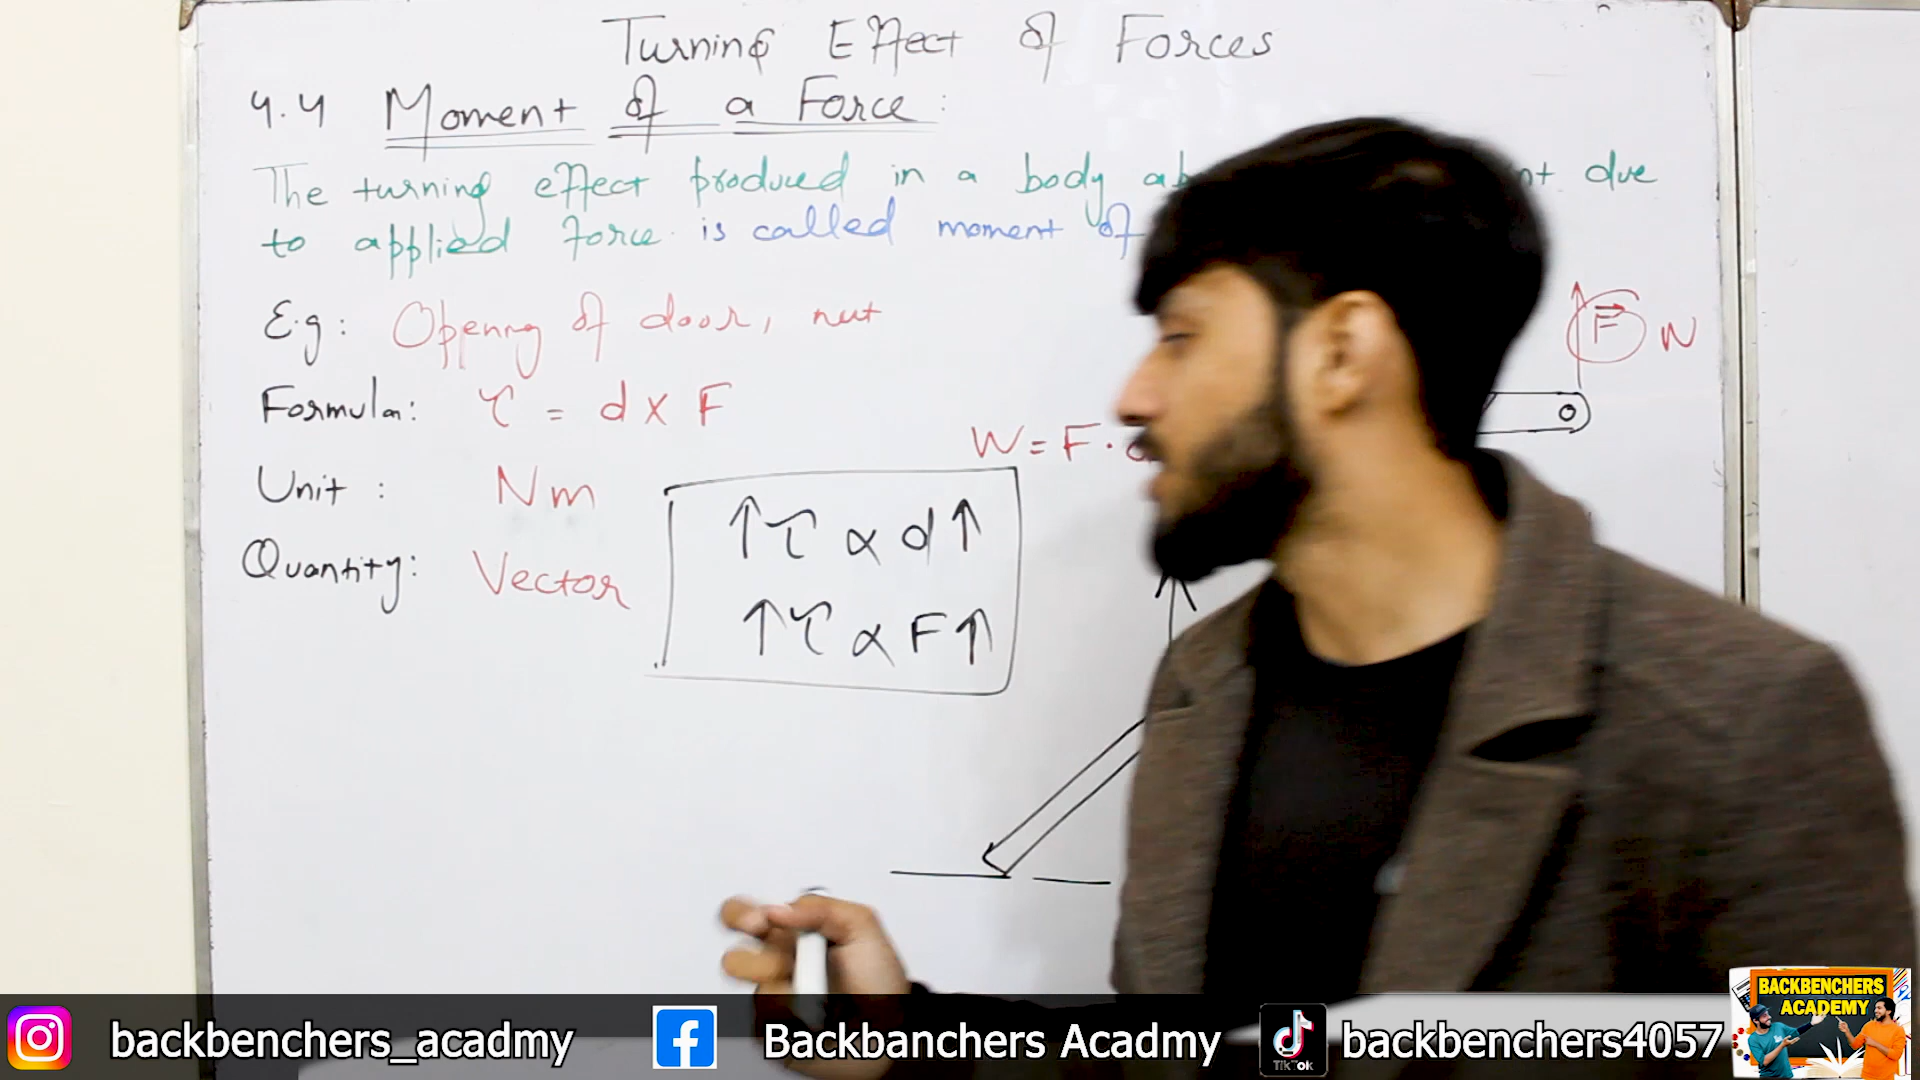 Turning Effect of Forces
4.4 Moment of a Force:
The turning effect produced in a body due
to applied force is called moment of
E.g: Opening of door, nut
F N
Formula: τ = d x F
W = F.
Unit : Nm
↑τ ∝ d↑
Quantity: Vector
↑τ ∝ F↑
BACKBENCHERS
ACADEMY
backbenchers_acadmy
Backbanchers Acadmy
TikTok
backbenchers4057